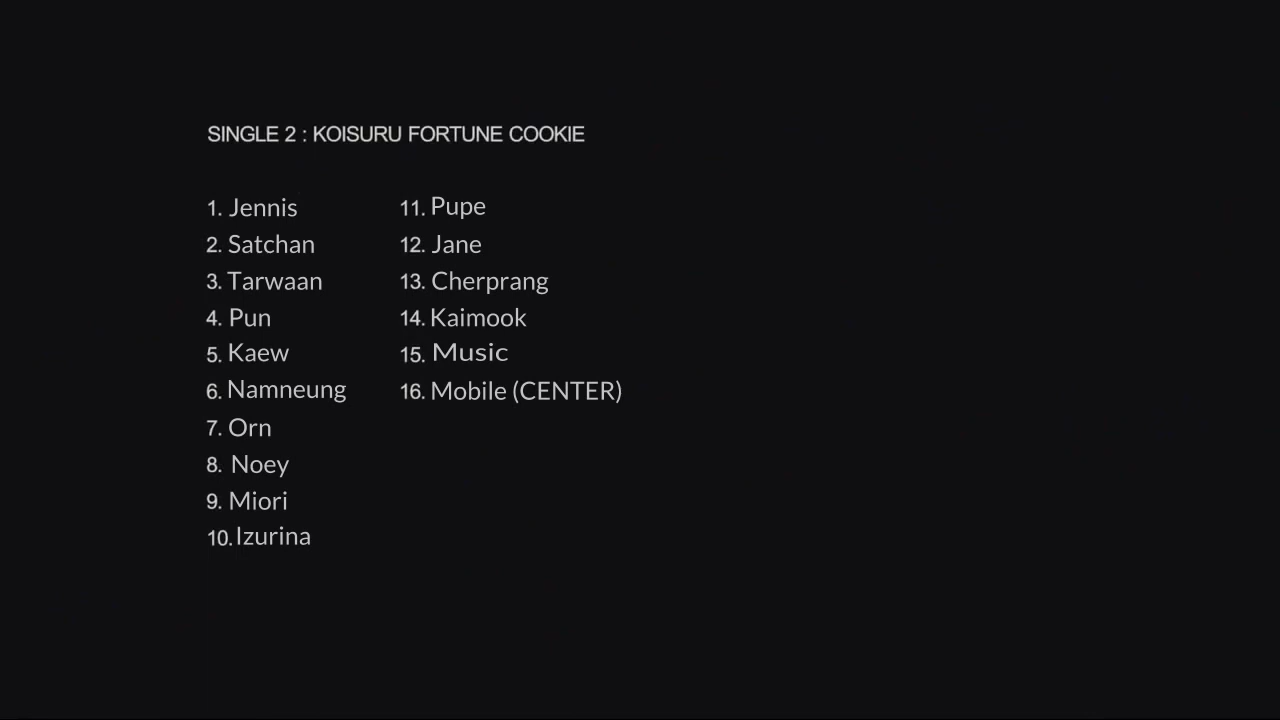 SINGLE 2 : KOISURU FORTUNE COOKIE
1. Jennis
2. Satchan
3. Tarwaan
4. Pun
5. Kaew
6. Namneung
7. Orn
8. Noey
9. Miori
10. Izurina
11. Pupe
12. Jane
13. Cherprang
14. Kaimook
15. Music
16. Mobile (CENTER)